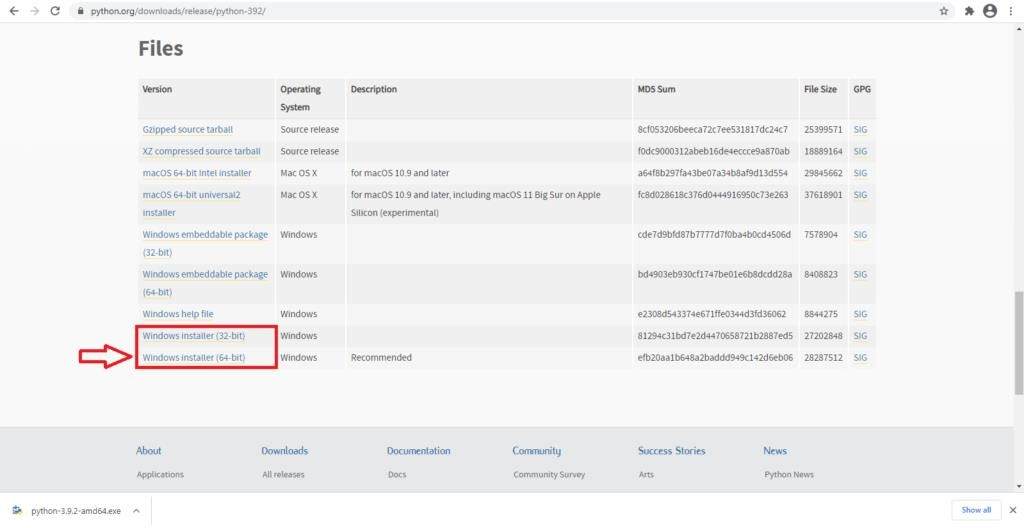 python.org/downloads/release/python-392/
Files
Version Operating System Description MD5 Sum File Size GPG
Gzipped source tarball Source release 8cf053206beeca72c7ee531817dc24c7 25399571 SIG
XZ compressed source tarball Source release f0dc9000312abeb16de4eccce9a870ab 18889164 SIG
macOS 64-bit Intel installer Mac OS X for macOS 10.9 and later a64f8b297fa43be07a34b8af9d13d554 29845662 SIG
macOS 64-bit universal2 installer Mac OS X for macOS 10.9 and later, including macOS 11 Big Sur on Apple Silicon (experimental) fc8d028618c376d0444916950c73e263 37618901 SIG
Windows embeddable package (32-bit) Windows cde7d9bfd87b7777d7f0ba4b0cd4506d 7578904 SIG
Windows embeddable package (64-bit) Windows bd4903eb930cf1747be01e6b8dcdd28a 8408823 SIG
Windows help file Windows e2308d543374e671ffe0344d3fd36062 8844275 SIG
Windows installer (32-bit) Windows 81294c31bd7e2d4470658721b2887ed5 27202848 SIG
Windows installer (64-bit) Windows Recommended efb20aa1b648a2baddd949c142d6eb06 28287512 SIG
About Downloads Documentation Community Success Stories News
Applications All releases Docs Community Survey Arts Python News
python-3.9.2-amd64.exe Show all